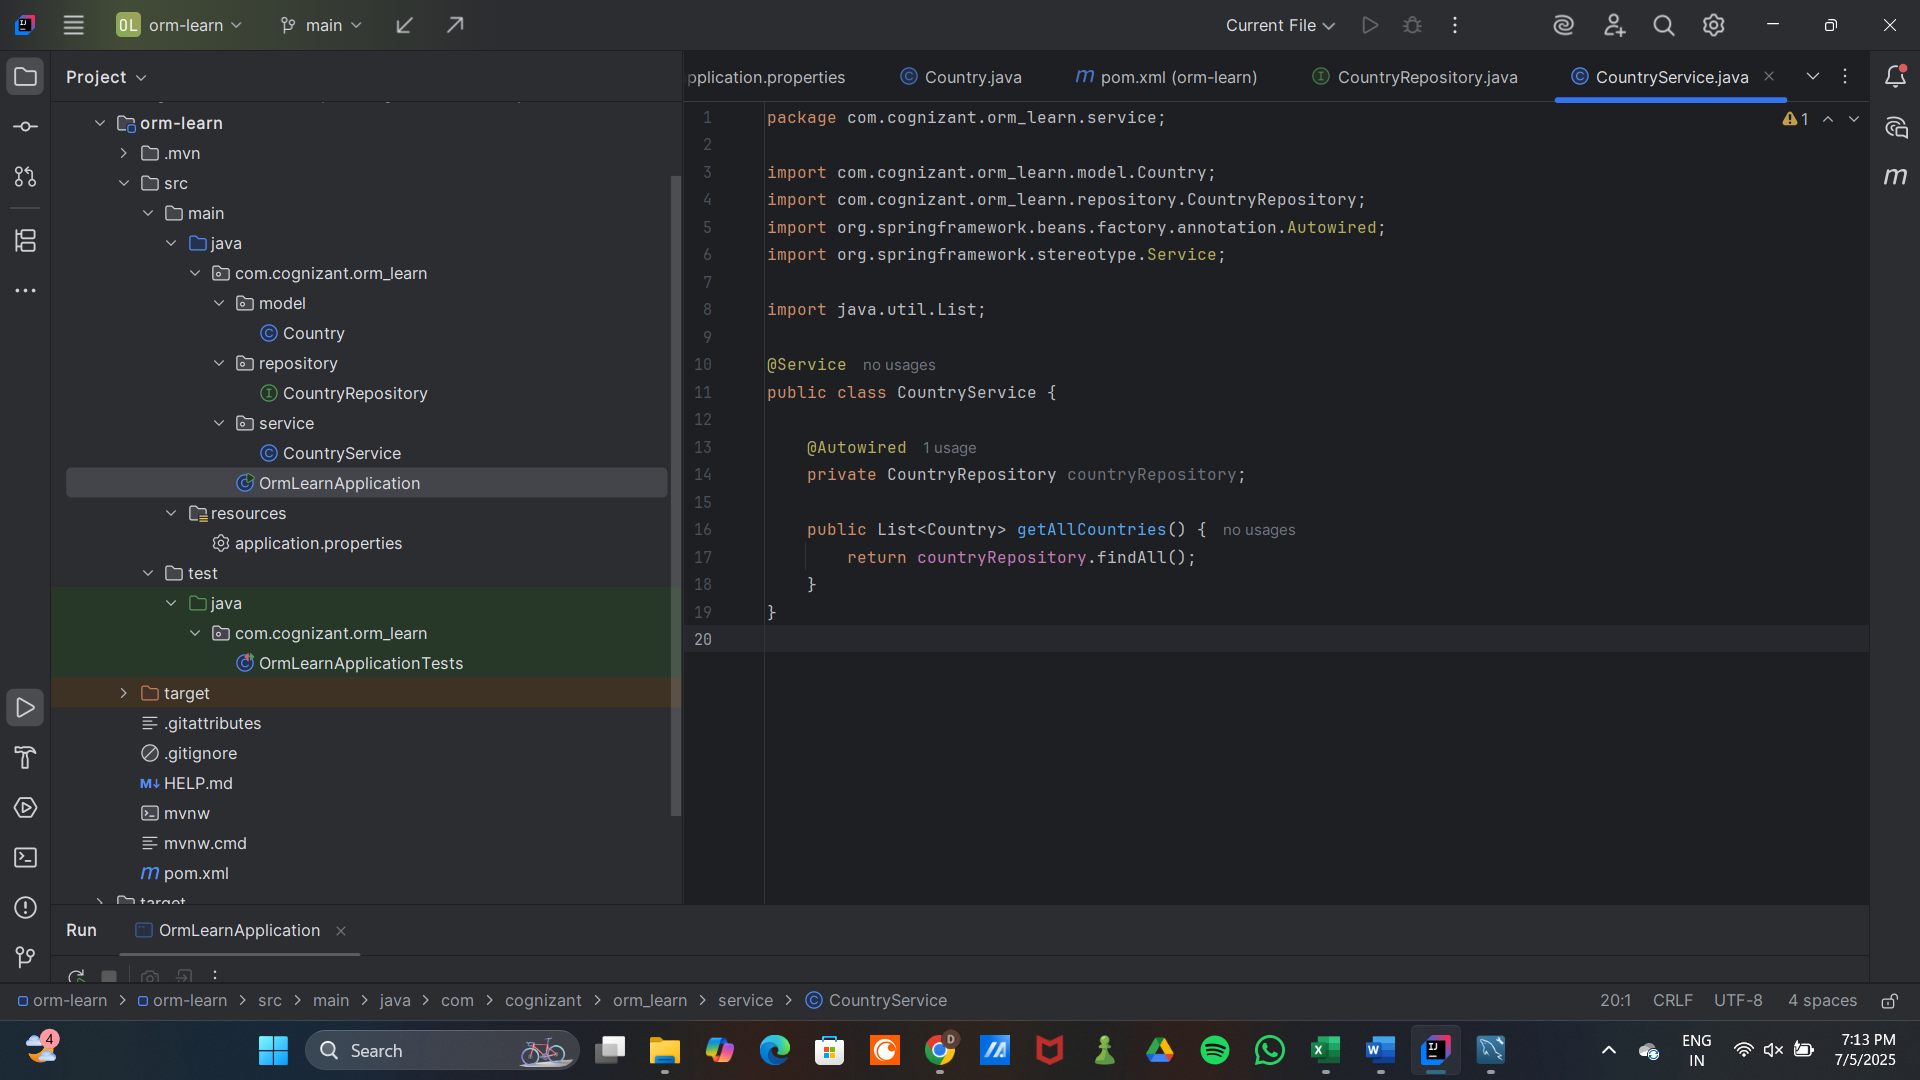 OL orm-learn main Current File
Project
pplication.properties Country.java pom.xml (orm-learn) CountryRepository.java CountryService.java
orm-learn
.mvn
src
main
java
com.cognizant.orm_learn
model
Country
repository
CountryRepository
service
CountryService
OrmLearnApplication
resources
application.properties
test
java
com.cognizant.orm_learn
OrmLearnApplicationTests
target
.gitattributes
.gitignore
HELP.md
mvnw
mvnw.cmd
pom.xml
target
1 package com.cognizant.orm_learn.service; 1
2
3 import com.cognizant.orm_learn.model.Country;
4 import com.cognizant.orm_learn.repository.CountryRepository;
5 import org.springframework.beans.factory.annotation.Autowired;
6 import org.springframework.stereotype.Service;
7
8 import java.util.List;
9
10 @Service no usages
11 public class CountryService {
12
13 @Autowired 1 usage
14 private CountryRepository countryRepository;
15
16 public List<Country> getAllCountries() { no usages
17 return countryRepository.findAll();
18 }
19 }
20
Run OrmLearnApplication
orm-learn > orm-learn > src > main > java > com > cognizant > orm_learn > service > CountryService 20:1 CRLF UTF-8 4 spaces
4 Search ENG IN 7:13 PM 7/5/2025